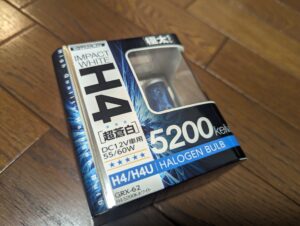 IMPACT
WHITE
H4
[超蒼白]
DC12V車用
55/60W
★★★★★
5200
H4/H4U
HALOGEN BULB
GRX-62